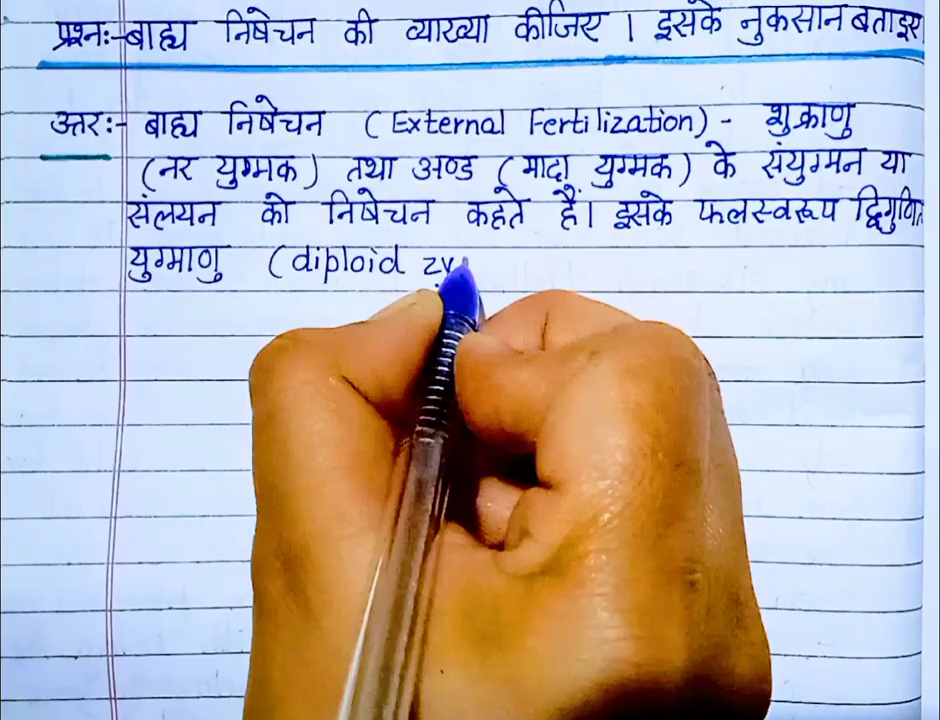 प्रश्न:- बाह्य निषेचन की व्याख्या कीजिए । इसके नुकसान बताइए
उत्तर:- बाह्य निषेचन (External Fertilization) - शुक्राणु
(नर युग्मक) तथा अण्ड (मादा युग्मक) के संयुग्मन या
संलयन को निषेचन कहते हैं। इसके फलस्वरूप द्विगुणित
युग्माणु (diploid zy